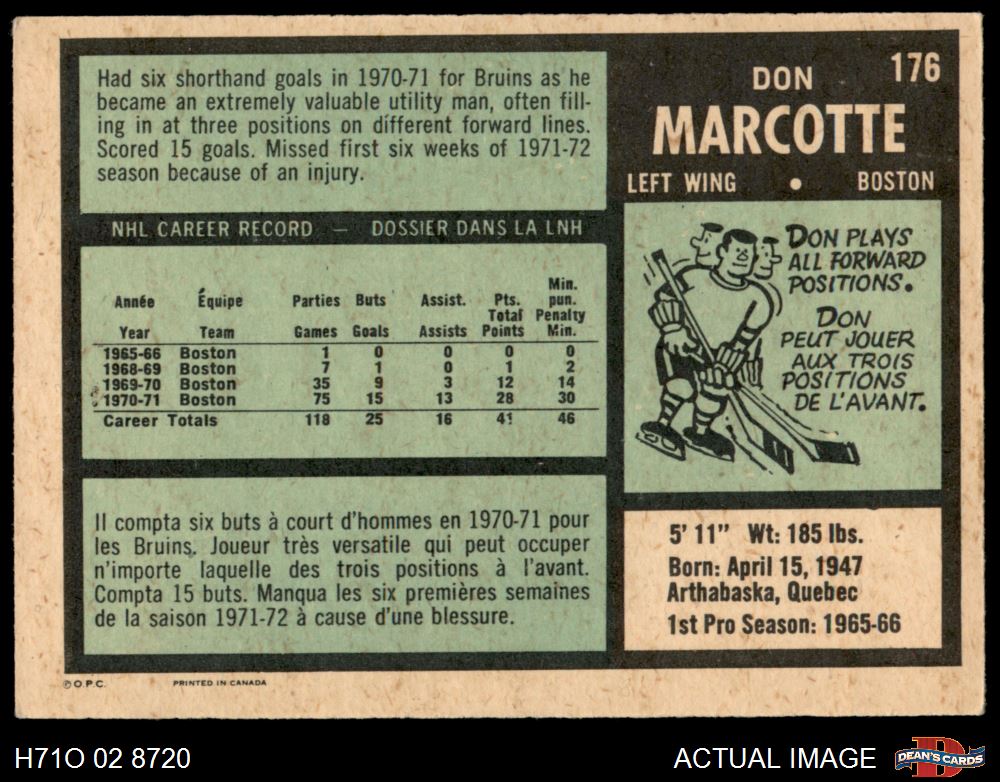 Had six shorthand goals in 1970-71 for Bruins as he
became an extremely valuable utility man, often fill-
ing in at three positions on different forward lines.
Scored 15 goals. Missed first six weeks of 1971-72
season because of an injury.
176
DON
MARCOTTE
LEFT WING • BOSTON
NHL CAREER RECORD — DOSSIER DANS LA LNH
Année Équipe Parties Buts Assist. Pts. Min. pun.
Year Team Games Goals Assists Total Points Penalty Min.
1965-66 Boston 1 0 0 0 0
1968-69 Boston 7 1 0 1 2
1969-70 Boston 35 9 3 12 14
1970-71 Boston 75 15 13 28 30
Career Totals 118 25 16 41 46
DON PLAYS
ALL FORWARD
POSITIONS.
DON
PEUT JOUER
AUX TROIS
POSITIONS
DE L'AVANT.
Il compta six buts à court d'hommes en 1970-71 pour
les Bruins. Joueur très versatile qui peut occuper
n'importe laquelle des trois positions à l'avant.
Compta 15 buts. Manqua les six premières semaines
de la saison 1971-72 à cause d'une blessure.
5' 11" Wt: 185 lbs.
Born: April 15, 1947
Arthabaska, Quebec
1st Pro Season: 1965-66
© O.P.C. PRINTED IN CANADA
H71O 02 8720
ACTUAL IMAGE
D
DEAN'S CARDS